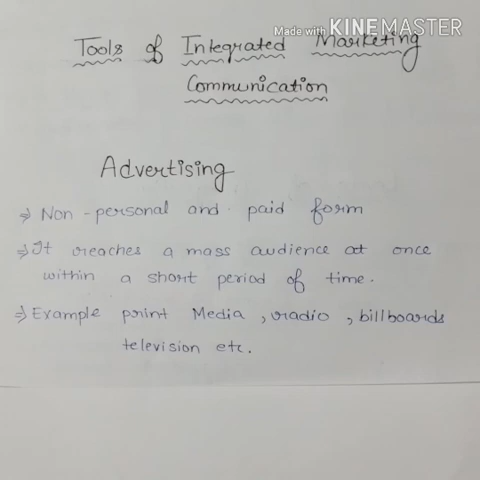 Made with KINEMASTER
Tools of Integrated Marketing
Communication
Advertising
⇒ Non-personal and paid form
⇒ It reaches a mass audience at once
within a short period of time.
⇒ Example print Media, radio, billboards
television etc.